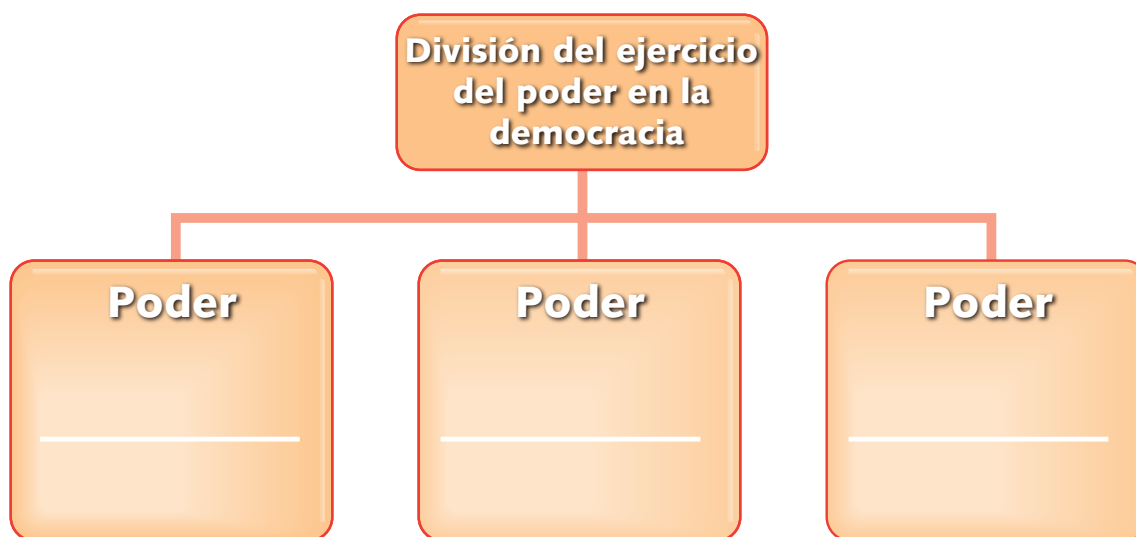 División del ejercicio
del poder en la
democracia
Poder
Poder
Poder